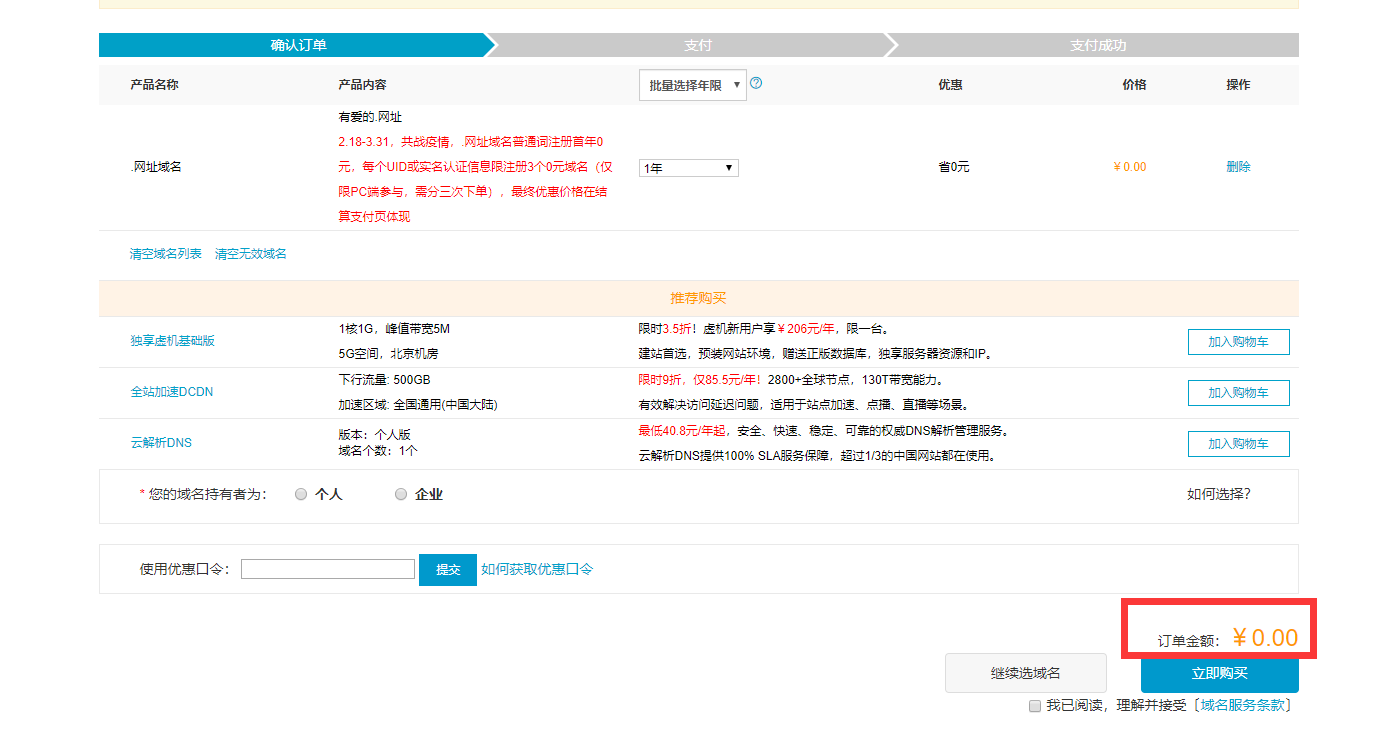 确认订单
支付
支付成功
产品名称
产品内容
批量选择年限
优惠
价格
操作
.网址域名
有爱的.网址
2.18-3.31，共战疫情，.网址域名普通词注册首年0
元，每个UID或实名认证信息限注册3个0元域名（仅
限PC端参与，需分三次下单），最终优惠价格在结
算支付页体现
1年
省0元
￥0.00
删除
清空域名列表 清空无效域名
推荐购买
独享虚机基础版
1核1G，峰值带宽5M
5G空间，北京机房
限时3.5折！虚机新用户享￥206元/年，限一台。
建站首选，预装网站环境，赠送正版数据库，独享服务器资源和IP。
加入购物车
全站加速DCDN
下行流量: 500GB
加速区域: 全国通用(中国大陆)
限时9折，仅85.5元/年！2800+全球节点，130T带宽能力。
有效解决访问延迟问题，适用于站点加速、点播、直播等场景。
加入购物车
云解析DNS
版本：个人版
域名个数：1个
最低40.8元/年起，安全、快速、稳定、可靠的权威DNS解析管理服务。
云解析DNS提供100% SLA服务保障，超过1/3的中国网站都在使用。
加入购物车
* 您的域名持有者为： 个人 企业
如何选择?
使用优惠口令： 提交 如何获取优惠口令
订单金额：￥0.00
继续选域名
立即购买
我已阅读，理解并接受〔域名服务条款〕